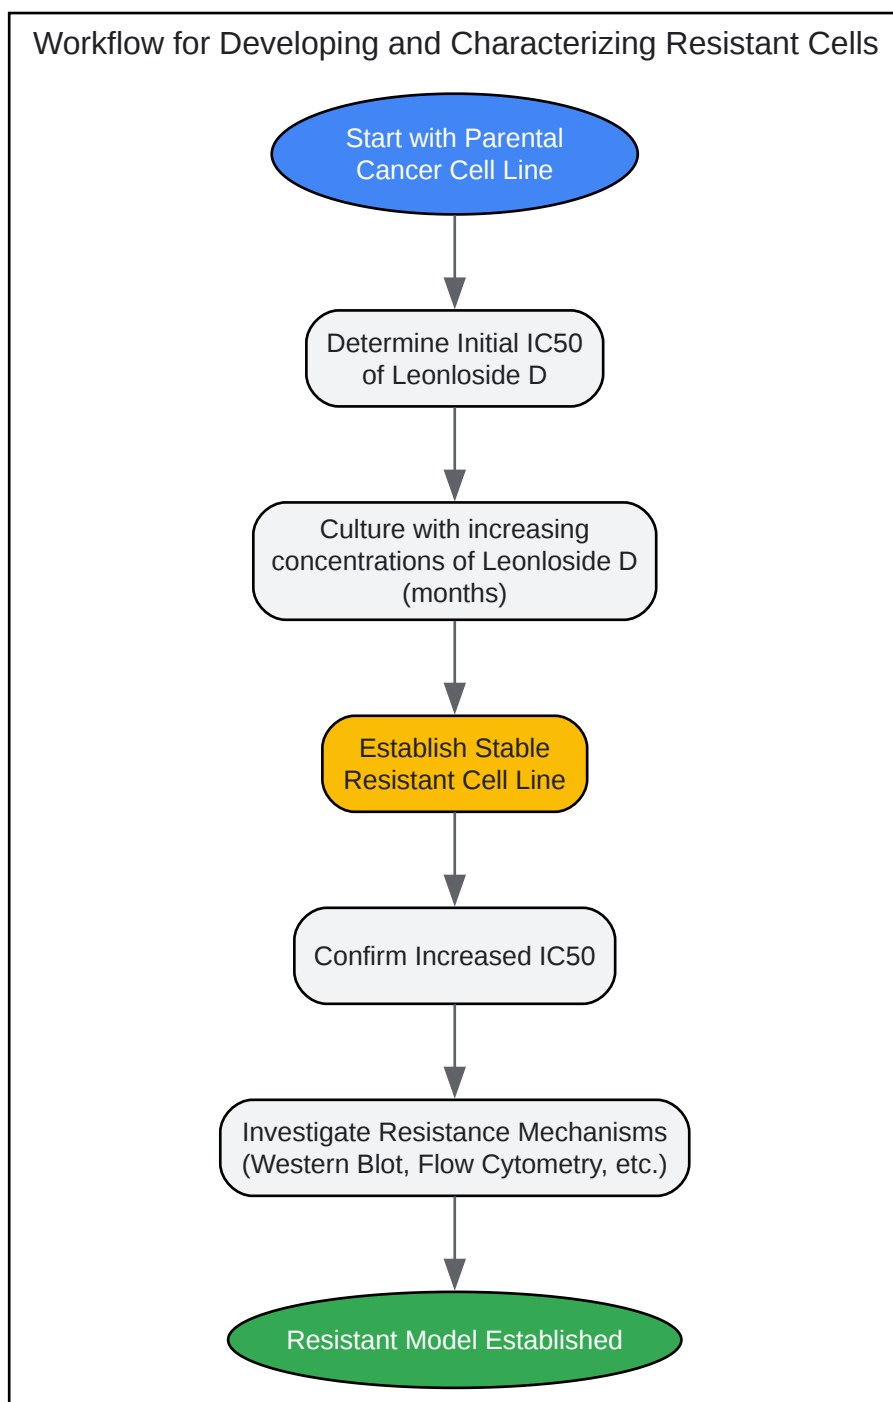 Workflow for Developing and Characterizing Resistant Cells
Start with Parental
Cancer Cell Line
Determine Initial IC50
of Leonloside D
Culture with increasing
concentrations of Leonloside D
(months)
Establish Stable
Resistant Cell Line
Confirm Increased IC50
Investigate Resistance Mechanisms
(Western Blot, Flow Cytometry, etc.)
Resistant Model Established